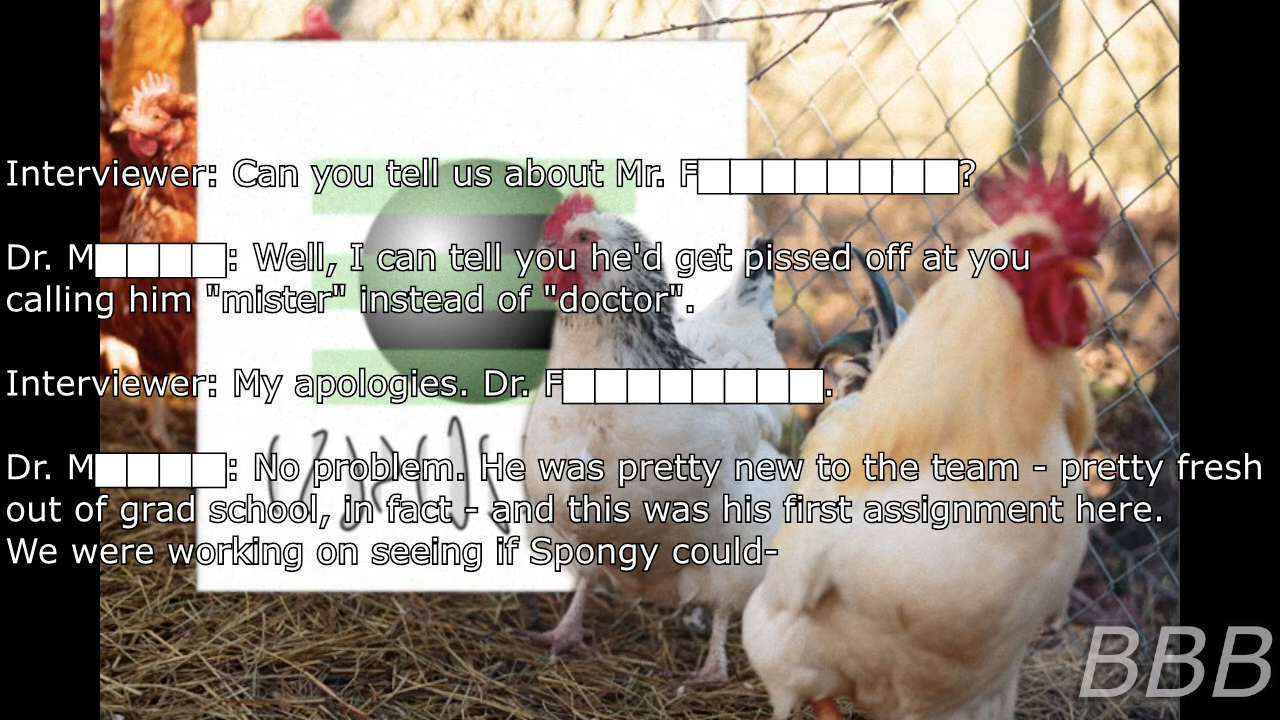 Interviewer: Can you tell us about Mr. F□□□□□□□□?
Dr. M□□□□: Well, I can tell you he'd get pissed off at you
calling him "mister" instead of "doctor".
Interviewer: My apologies. Dr. F□□□□□□□□.
Dr. M□□□□: No problem. He was pretty new to the team - pretty fresh
out of grad school, in fact - and this was his first assignment here.
We were working on seeing if Spongy could-
BBB